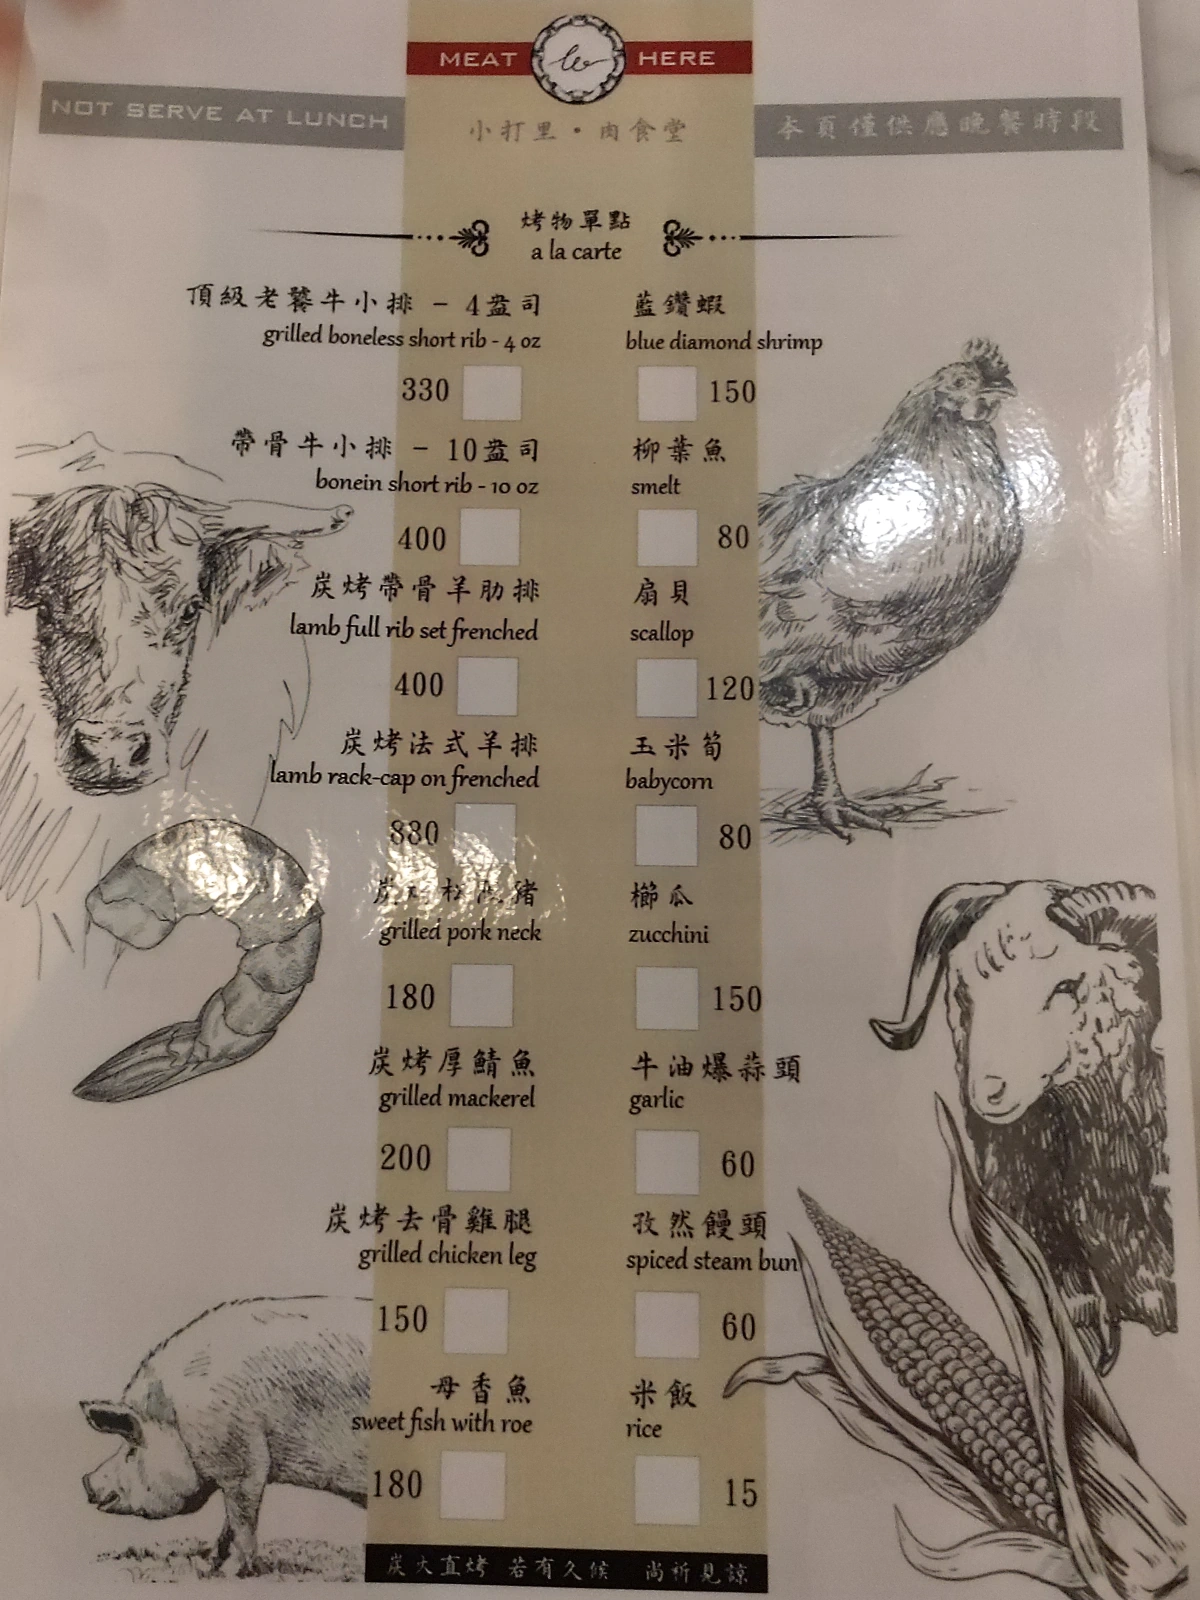 MEAT le HERE
NOT SERVE AT LUNCH
小打里·肉食堂
本頁僅供應晚餐時段
烤物單點
a la carte
頂級老饕牛小排 - 4盎司
grilled boneless short rib - 4 oz
330
帶骨牛小排 - 10盎司
bonein short rib - 10 oz
400
炭烤帶骨羊肋排
lamb full rib set frenched
400
炭烤法式羊排
lamb rack-cap on frenched
880
炭烤松阪豬
grilled pork neck
180
炭烤厚鯖魚
grilled mackerel
200
炭烤去骨雞腿
grilled chicken leg
150
母香魚
sweet fish with roe
180
藍鑽蝦
blue diamond shrimp
150
柳葉魚
smelt
80
扇貝
scallop
120
玉米筍
babycorn
80
櫛瓜
zucchini
150
牛油爆蒜頭
garlic
60
孜然饅頭
spiced steam bun
60
米飯
rice
15
炭火直烤 若有久候 尚祈見諒